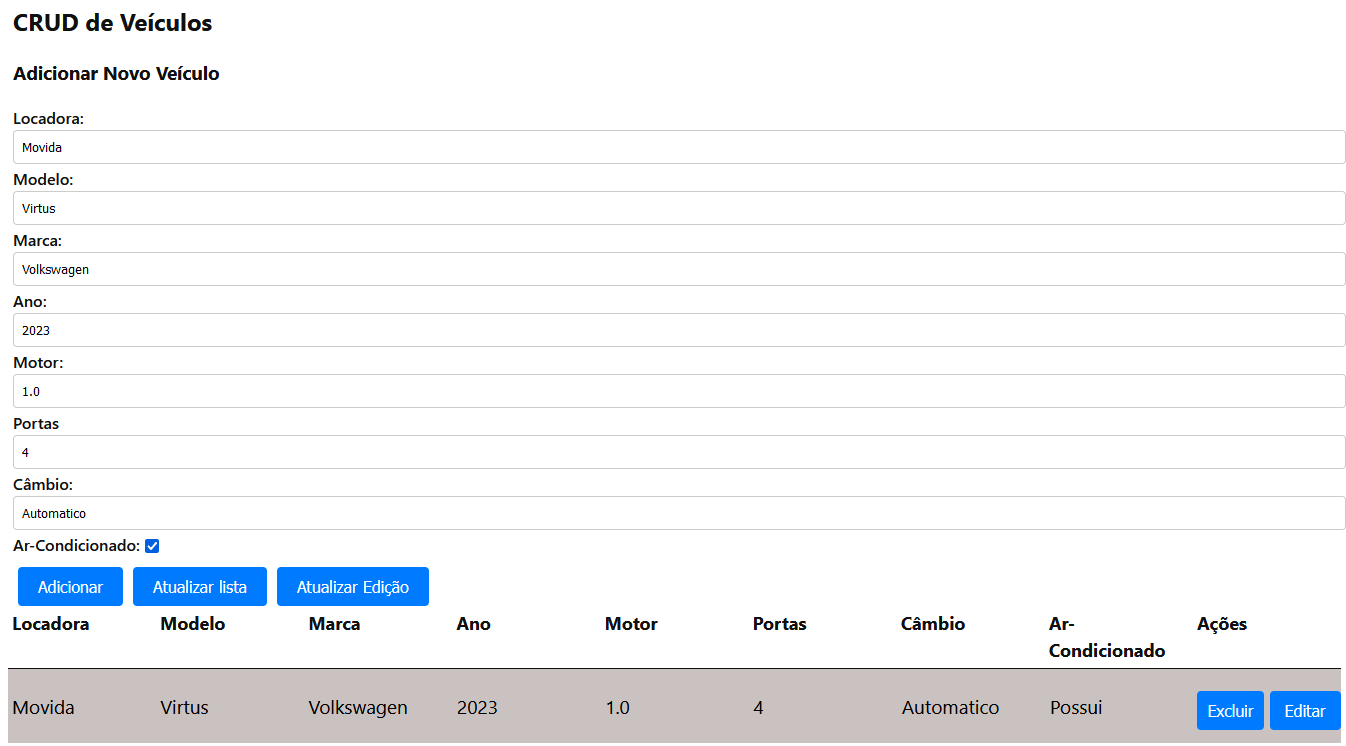 CRUD de Veículos
Adicionar Novo Veículo
Locadora:
Movida
Modelo:
Virtus
Marca:
Volkswagen
Ano:
2023
Motor:
1.0
Portas
4
Câmbio:
Automatico
Ar-Condicionado:
Adicionar Atualizar lista Atualizar Edição
Locadora Modelo Marca Ano Motor Portas Câmbio Ar- Ações
Condicionado
Movida Virtus Volkswagen 2023 1.0 4 Automatico Possui Excluir Editar